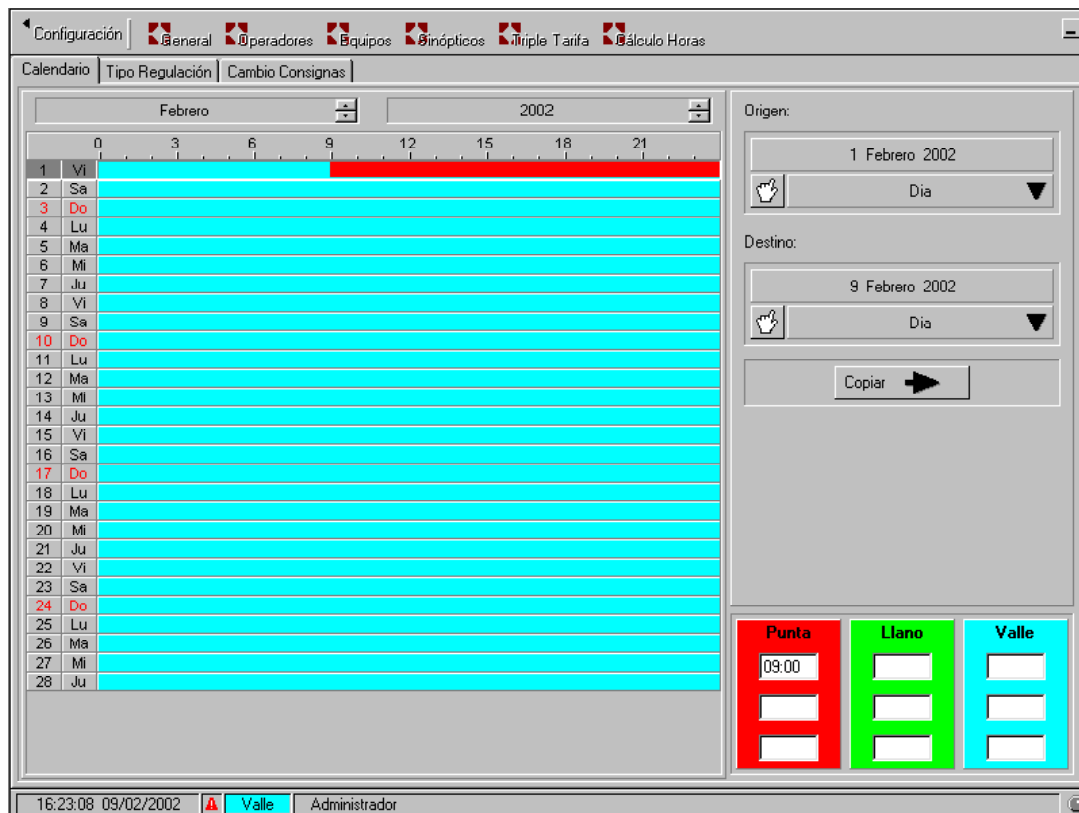 Configuración General Operadores Equipos Sinópticos Triple Tarifa Cálculo Horas
Calendario Tipo Regulación Cambio Consignas
Febrero 2002
0 3 6 9 12 15 18 21
1 Vi
2 Sa
3 Do
4 Lu
5 Ma
6 Mi
7 Ju
8 Vi
9 Sa
10 Do
11 Lu
12 Ma
13 Mi
14 Ju
15 Vi
16 Sa
17 Do
18 Lu
19 Ma
20 Mi
21 Ju
22 Vi
23 Sa
24 Do
25 Lu
26 Ma
27 Mi
28 Ju
Origen:
1 Febrero 2002
Dia
Destino:
9 Febrero 2002
Dia
Copiar
Punta Llano Valle
09:00
16:23:08 09/02/2002 Valle Administrador